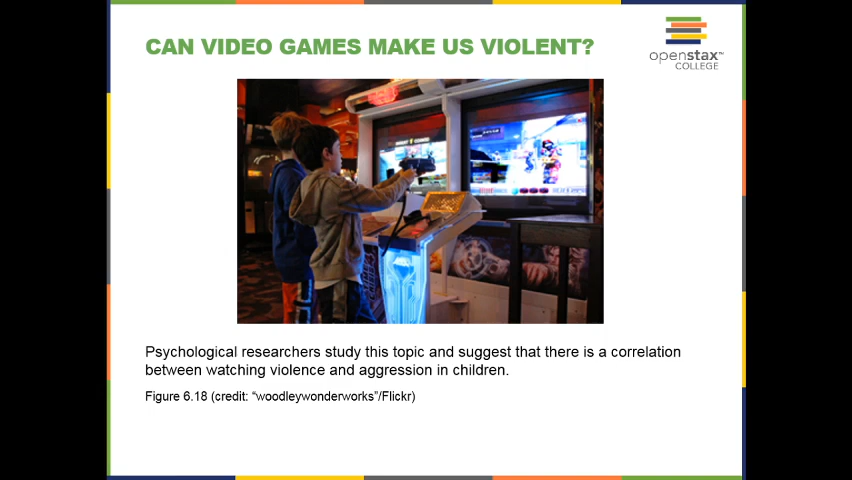 CAN VIDEO GAMES MAKE US VIOLENT?
openstax™
COLLEGE
Psychological researchers study this topic and suggest that there is a correlation
between watching violence and aggression in children.
Figure 6.18 (credit: “woodleywonderworks”/Flickr)